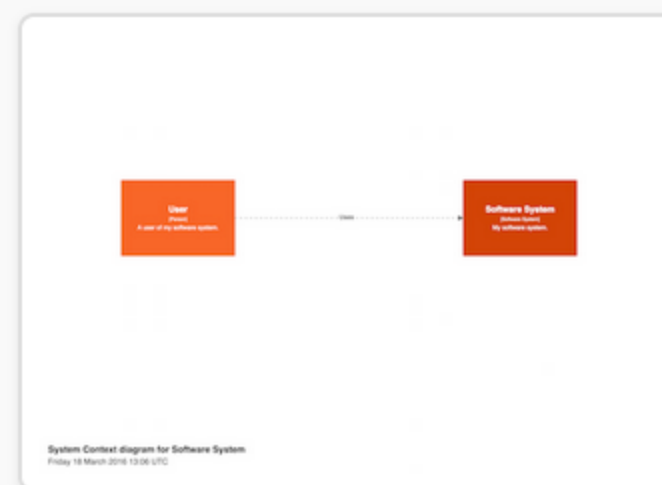 User
[Person]
A user of my software system.
Uses
Software System
[Software System]
My software system.
System Context diagram for Software System
Friday 18 March 2016 13:06 UTC